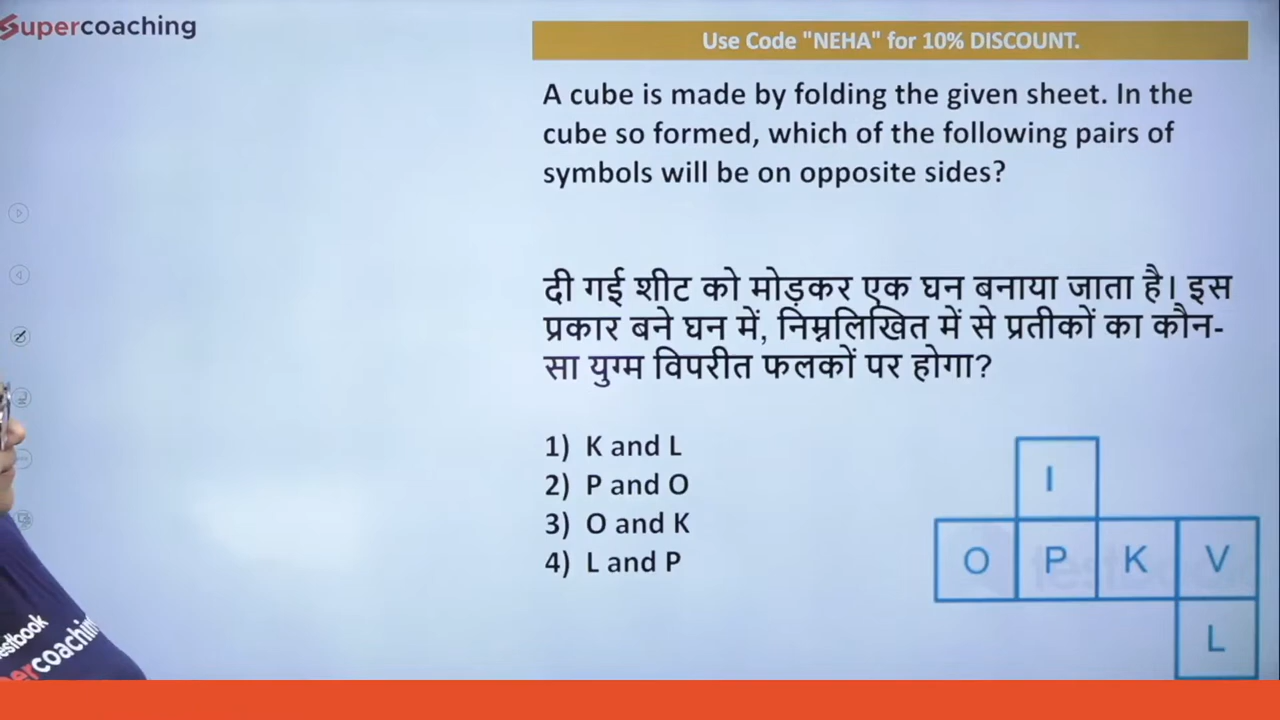 Supercoaching
Use Code "NEHA" for 10% DISCOUNT.
A cube is made by folding the given sheet. In the
cube so formed, which of the following pairs of
symbols will be on opposite sides?
दी गई शीट को मोड़कर एक घन बनाया जाता है। इस
प्रकार बने घन में, निम्नलिखित में से प्रतीकों का कौन-
सा युग्म विपरीत फलकों पर होगा?
1) K and L
2) P and O
3) O and K
4) L and P
I
O P K V
L
testbook
percoaching